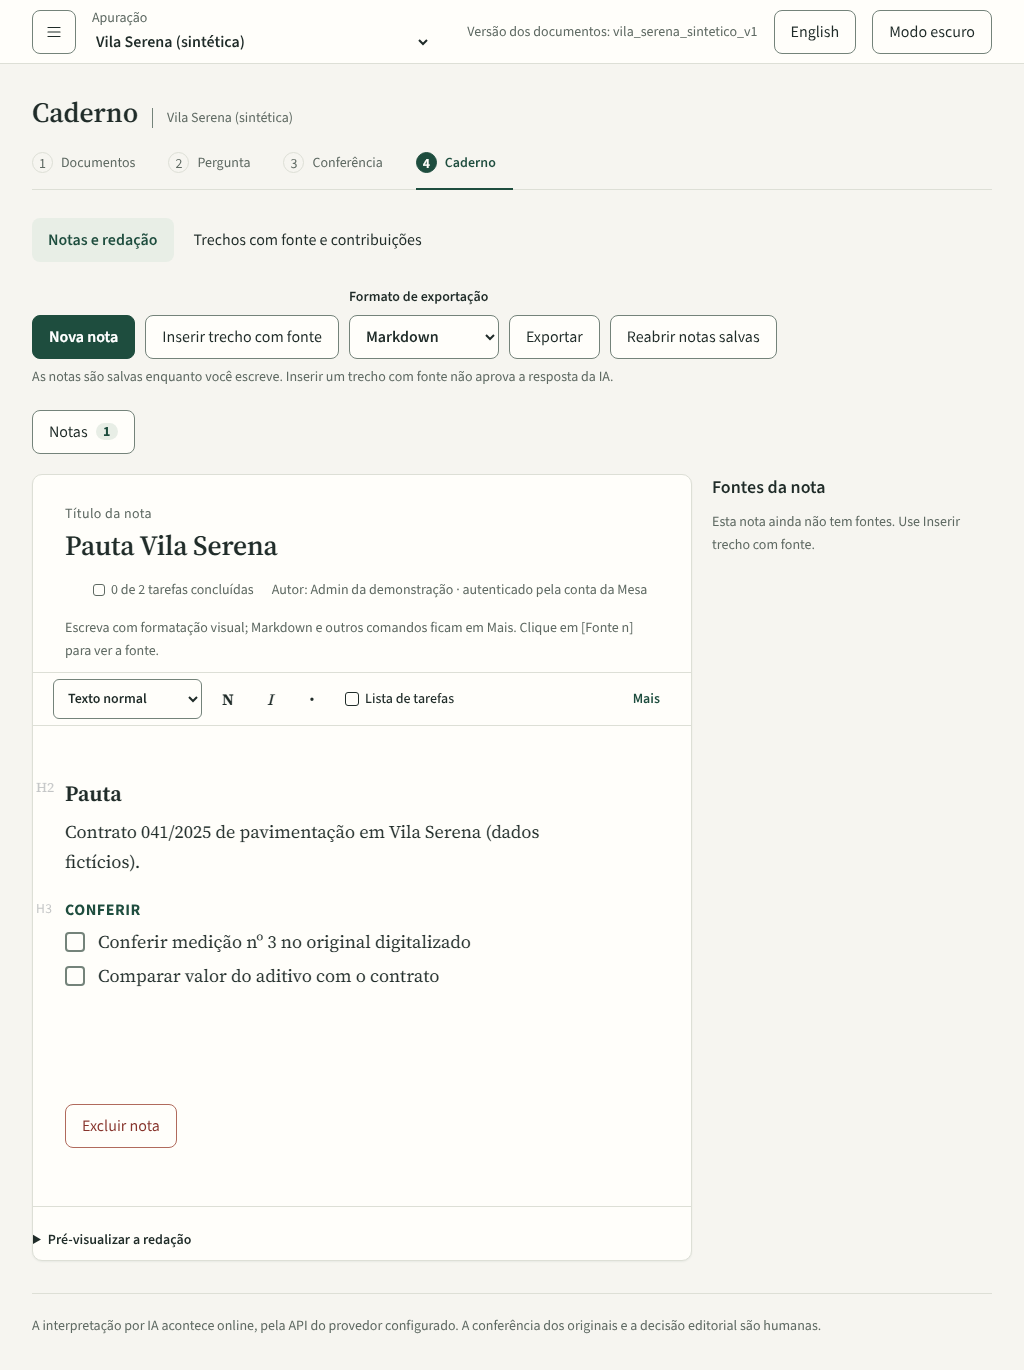 Apuração
Vila Serena (sintética)
Versão dos documentos: vila_serena_sintetico_v1
English
Modo escuro
Caderno
Vila Serena (sintética)
1 Documentos
2 Pergunta
3 Conferência
4 Caderno
Notas e redação
Trechos com fonte e contribuições
Formato de exportação
Nova nota
Inserir trecho com fonte
Markdown
Exportar
Reabrir notas salvas
As notas são salvas enquanto você escreve. Inserir um trecho com fonte não aprova a resposta da IA.
Notas 1
Título da nota
Pauta Vila Serena
0 de 2 tarefas concluídas
Autor: Admin da demonstração · autenticado pela conta da Mesa
Escreva com formatação visual; Markdown e outros comandos ficam em Mais. Clique em [Fonte n]
para ver a fonte.
Texto normal
N
I
•
Lista de tarefas
Mais
H2 Pauta
Contrato 041/2025 de pavimentação em Vila Serena (dados
fictícios).
H3 CONFERIR
Conferir medição nº 3 no original digitalizado
Comparar valor do aditivo com o contrato
Excluir nota
Pré-visualizar a redação
Fontes da nota
Esta nota ainda não tem fontes. Use Inserir
trecho com fonte.
A interpretação por IA acontece online, pela API do provedor configurado. A conferência dos originais e a decisão editorial são humanas.